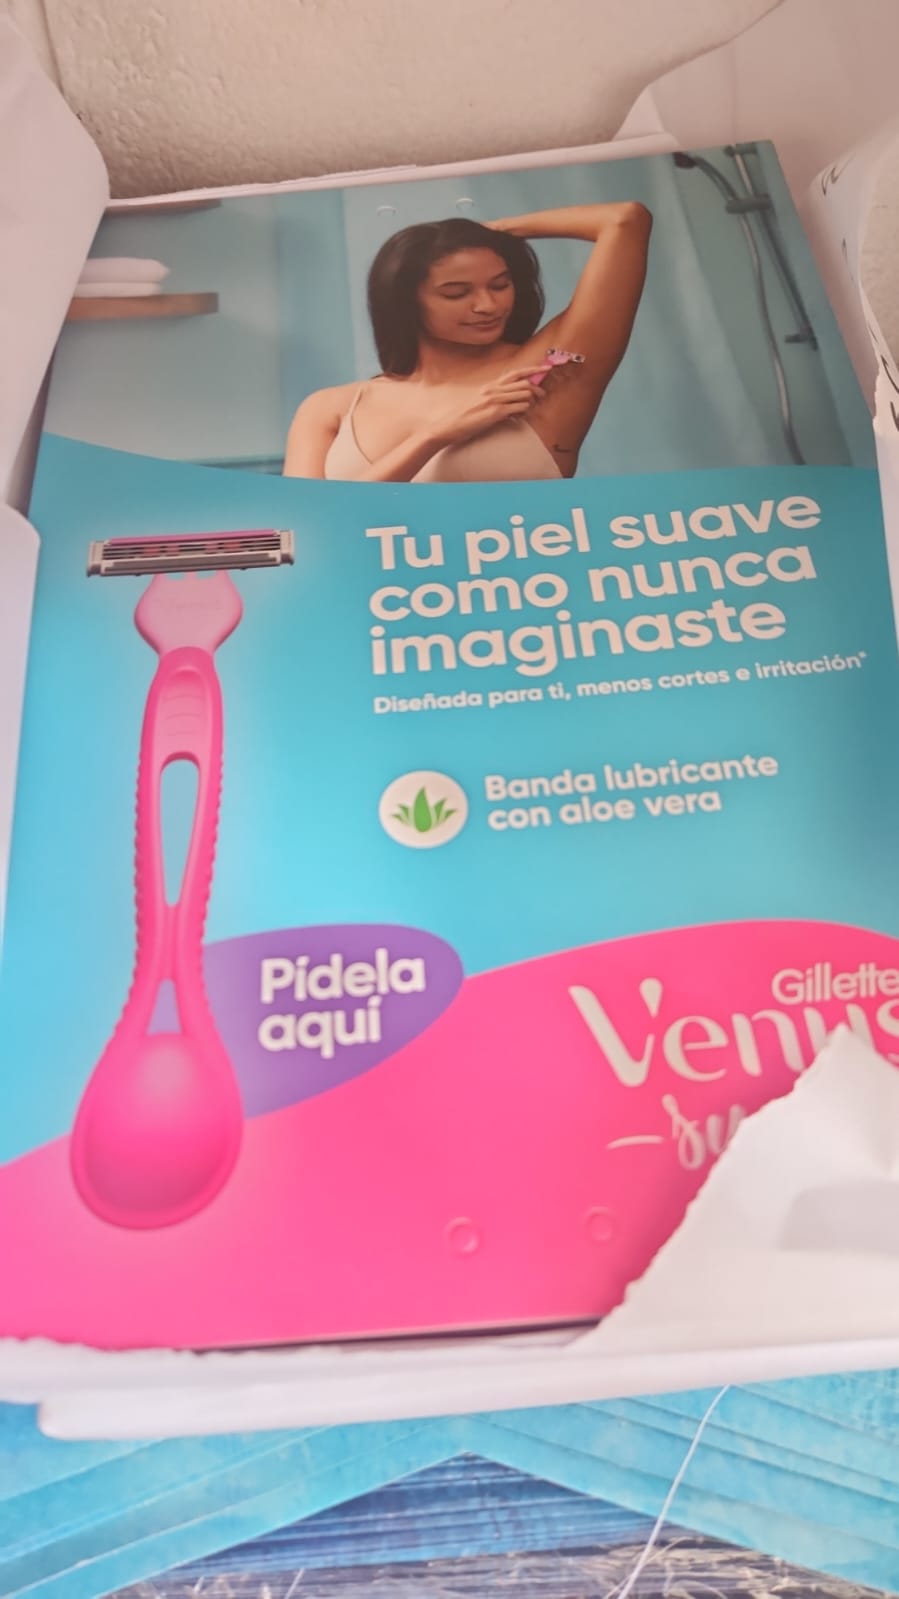 Tu piel suave
como nunca
imaginaste
Diseñada para ti, menos cortes e irritación*
Banda lubricante
con aloe vera
Pídela
aquí
Gillette
Venus